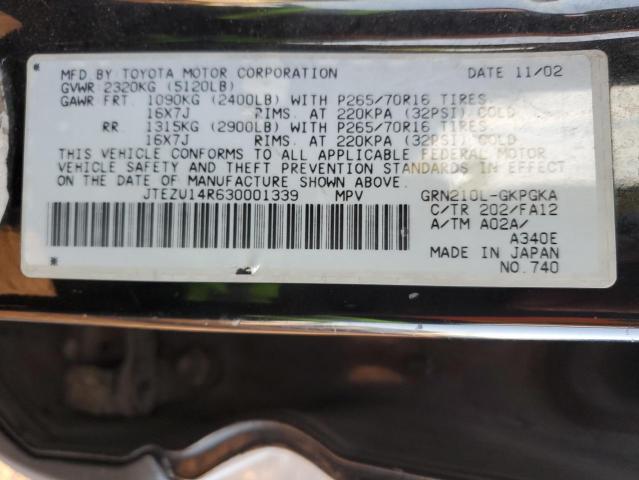 MFD BY TOYOTA MOTOR CORPORATION DATE 11/02
GVWR 2320KG (5120LB)
GAWR FRT. 1090KG (2400LB) WITH P265/70R16 TIRES
16X7J RIMS. AT 220KPA (32PSI) COLD
RR. 1315KG (2900LB) WITH P265/70R16 TIRES
16X7J RIMS. AT 220KPA (32PSI) COLD
THIS VEHICLE CONFORMS TO ALL APPLICABLE FEDERAL MOTOR
VEHICLE SAFETY AND THEFT PREVENTION STANDARDS IN EFFECT
ON THE DATE OF MANUFACTURE SHOWN ABOVE.
JTEZU14R630001339 MPV GRN210L-GKPGKA
C/TR 202/FA12
A/TM A02A/
A340E
MADE IN JAPAN
NO.740